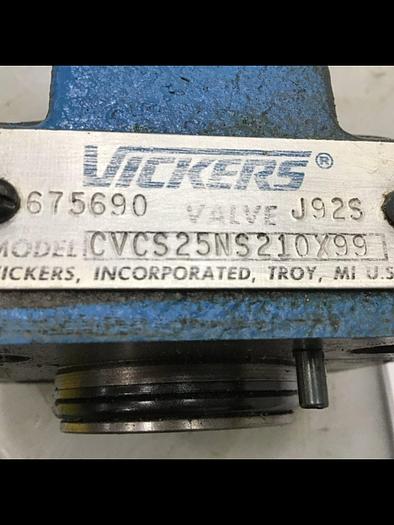 VICKERS®
675690 VALVE J92S
MODEL CVCS25NS210X99
VICKERS, INCORPORATED, TROY, MI U.S.